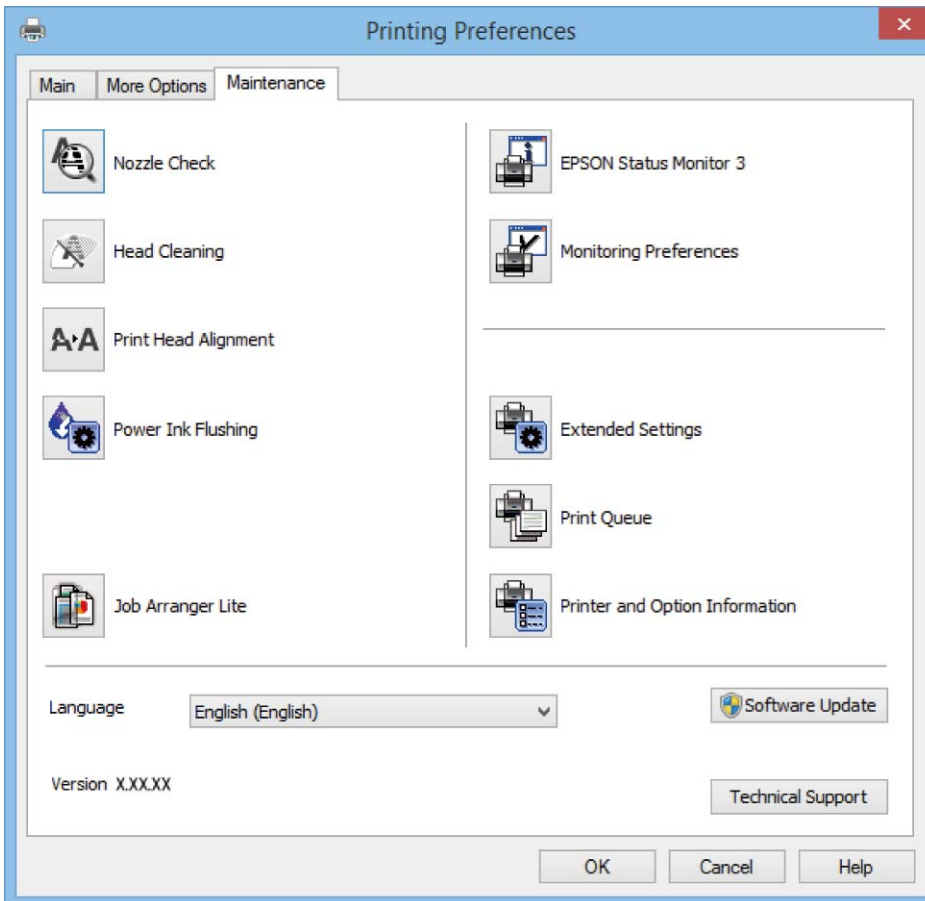 Printing Preferences
Main
More Options
Maintenance
Nozzle Check
Head Cleaning
A A Print Head Alignment
Power Ink Flushing
Job Arranger Lite
EPSON Status Monitor 3
Monitoring Preferences
Extended Settings
Print Queue
Printer and Option Information
Language
English (English)
Software Update
Version X.XX.XX
Technical Support
OK
Cancel
Help